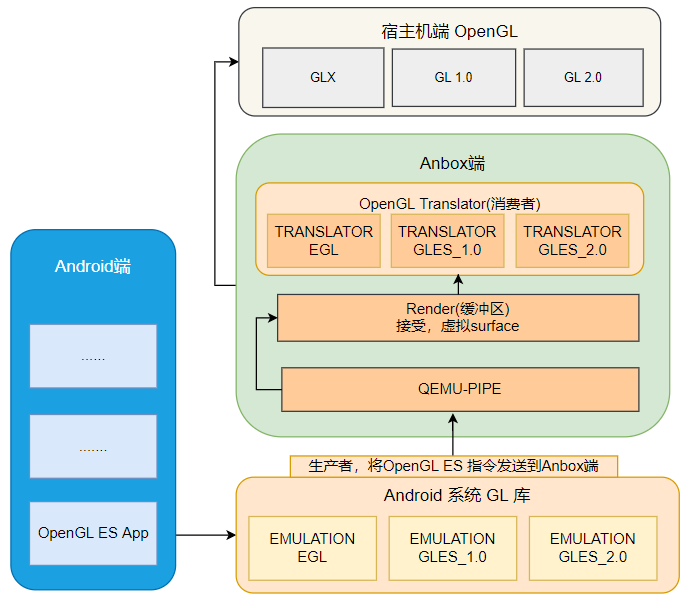 宿主机端 OpenGL
GLX
GL 1.0
GL 2.0
Anbox端
OpenGL Translator(消费者)
TRANSLATOR
EGL
TRANSLATOR
GLES_1.0
TRANSLATOR
GLES_2.0
Render(缓冲区)
接受，虚拟surface
QEMU-PIPE
生产者，将OpenGL ES 指令发送到Anbox端
Android 系统 GL 库
EMULATION
EGL
EMULATION
GLES_1.0
EMULATION
GLES_2.0
Android端
......
.......
OpenGL ES App